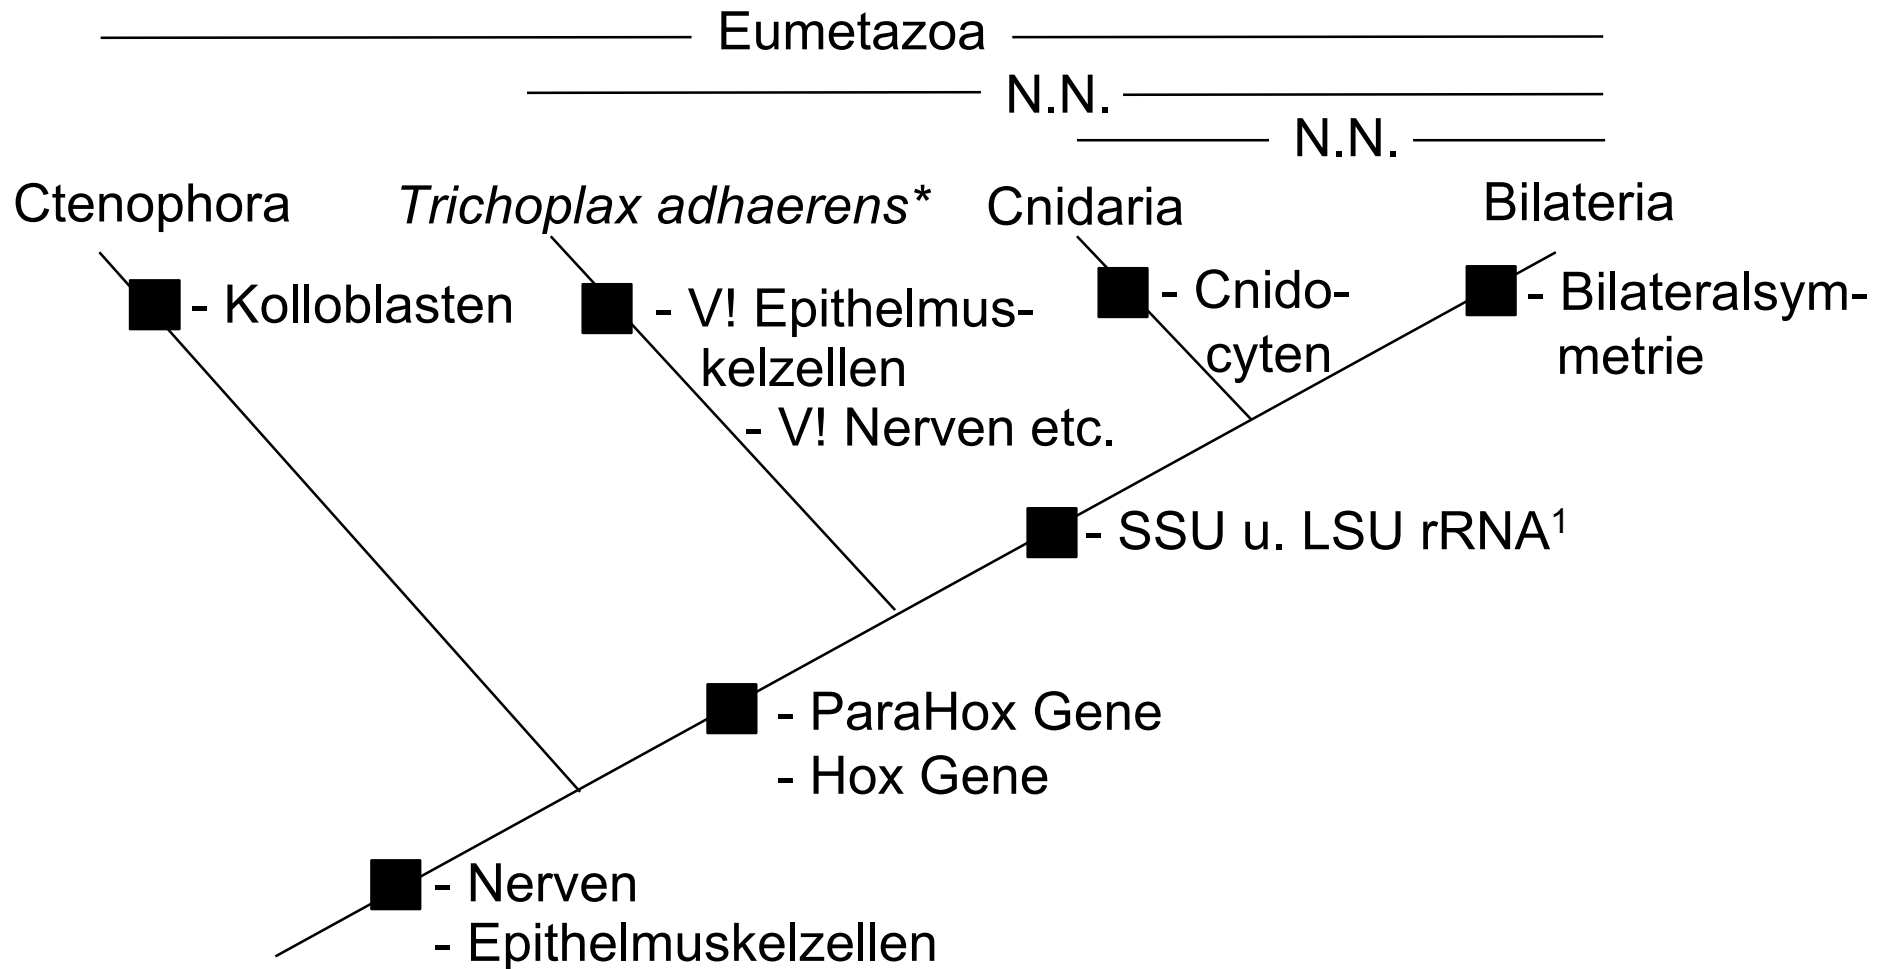 Eumetazoa
N.N.
N.N.
Ctenophora
Trichoplax adhaerens*
Cnidaria
Bilateria
- Kolloblasten
- V! Epithelmus-
kelzellen
- V! Nerven etc.
- Cnido-
cyten
- Bilateralsym-
metrie
- SSU u. LSU rRNA¹
- ParaHox Gene
- Hox Gene
- Nerven
- Epithelmuskelzellen